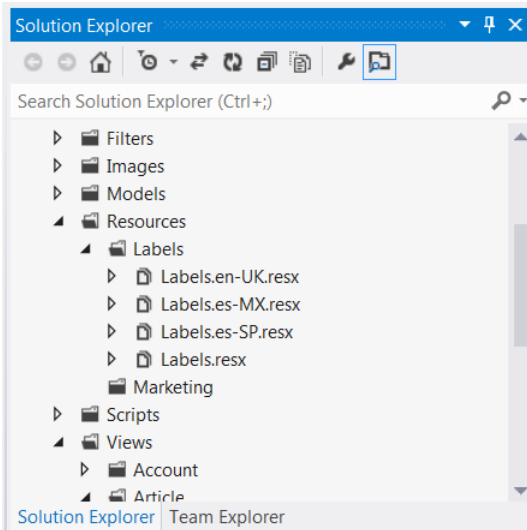 Solution Explorer
Search Solution Explorer (Ctrl+;)
Filters
Images
Models
Resources
Labels
Labels.en-UK.resx
Labels.es-MX.resx
Labels.es-SP.resx
Labels.resx
Marketing
Scripts
Views
Account
Article
Solution Explorer Team Explorer